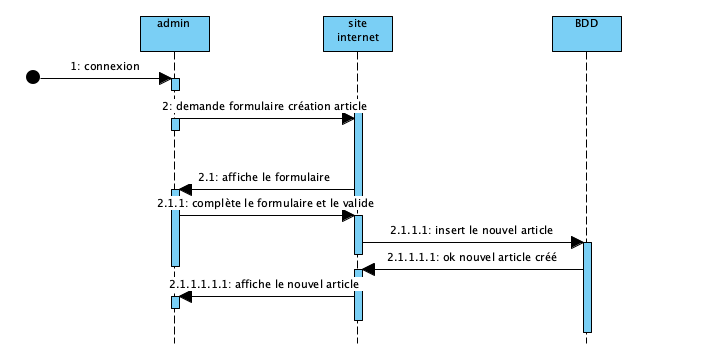 admin
site
internet
BDD
1: connexion
2: demande formulaire création article
2.1: affiche le formulaire
2.1.1: complète le formulaire et le valide
2.1.1.1: insert le nouvel article
2.1.1.1.1: ok nouvel article créé
2.1.1.1.1.1: affiche le nouvel article